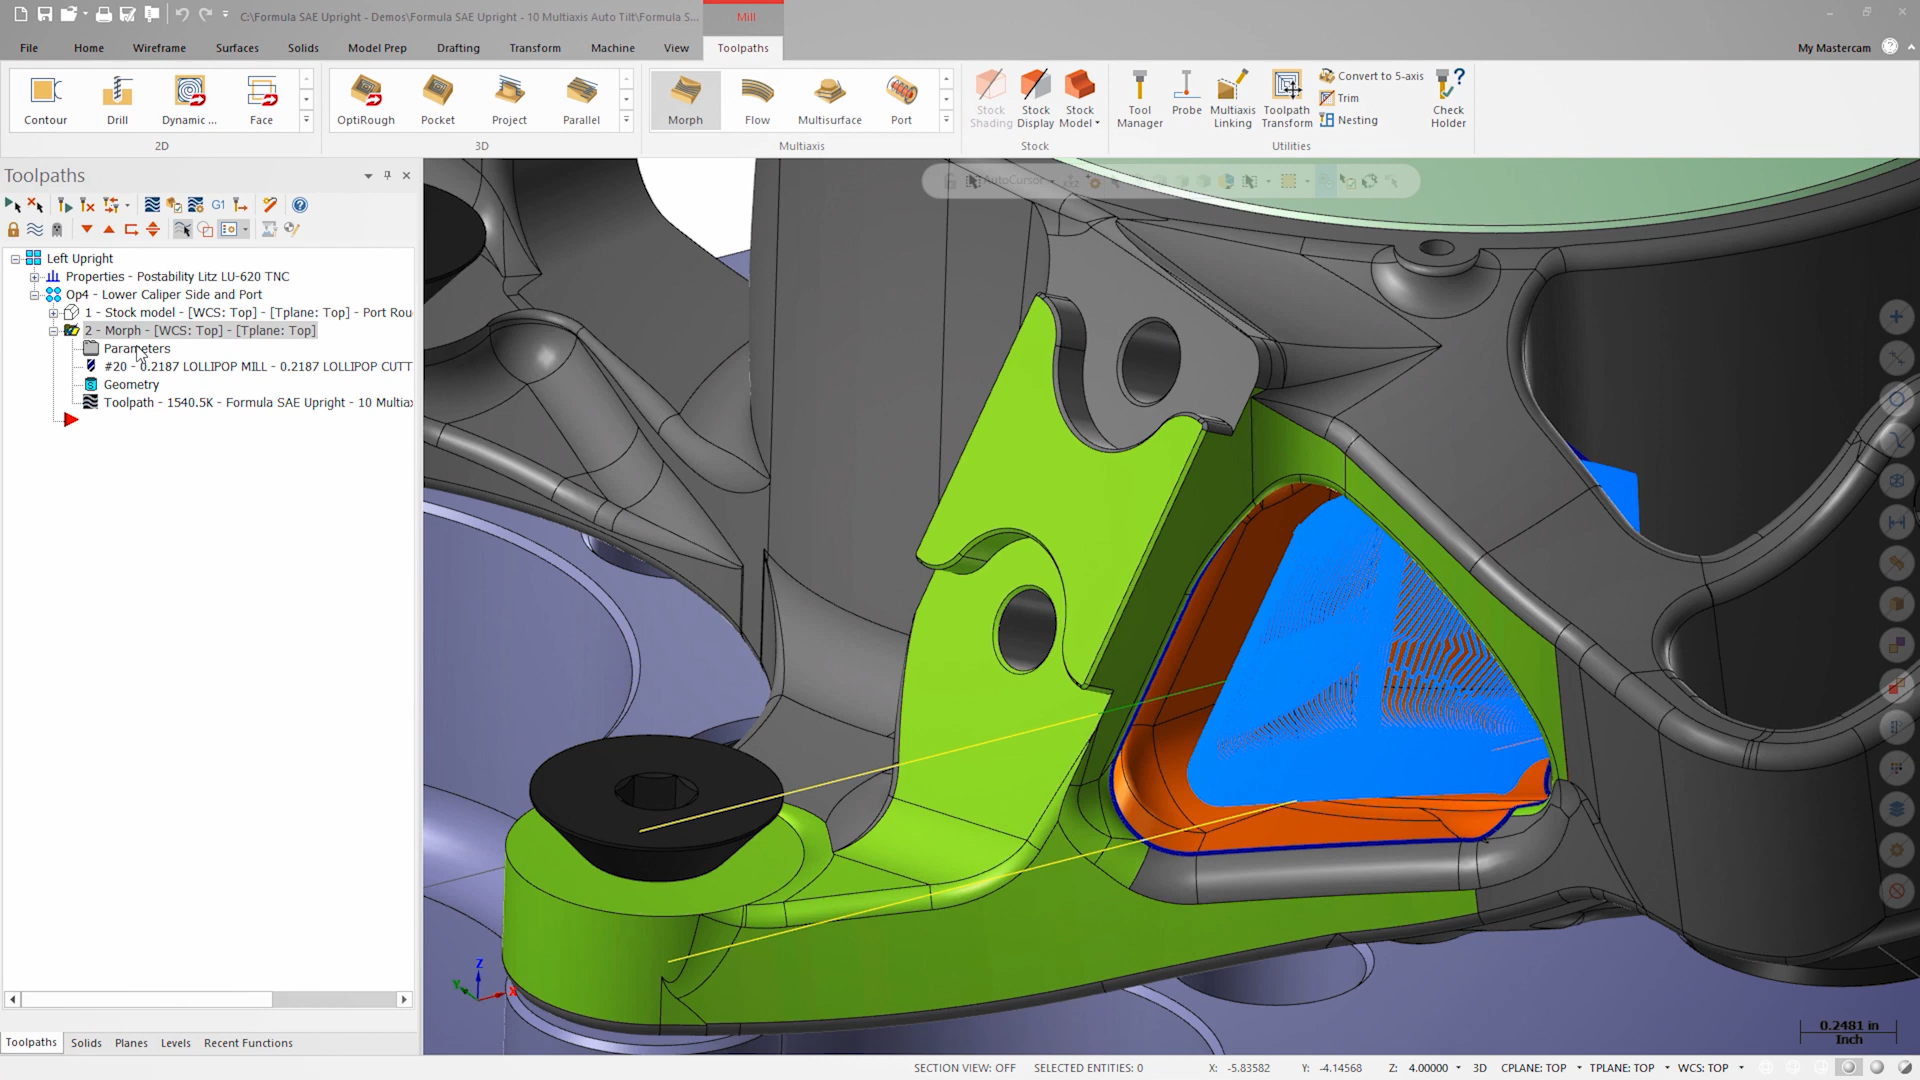 C:\Formula SAE Upright - Demos\Formula SAE Upright - 10 Multiaxis Auto Tilt\Formula S...
Mill
File Home Wireframe Surfaces Solids Model Prep Drafting Transform Machine View Toolpaths My Mastercam
Contour Drill Dynamic ... Face
2D
OptiRough Pocket Project Parallel
3D
Morph Flow Multisurface Port
Multiaxis
Stock Shading
Stock Display
Stock Model
Stock
Tool Manager
Probe
Multiaxis Linking
Toolpath Transform
Convert to 5-axis
Trim
Nesting
Check Holder
Utilities
Toolpaths
AutoCursor
G1
Left Upright
Properties - Postability Litz LU-620 TNC
Op4 - Lower Caliper Side and Port
1 - Stock model - [WCS: Top] - [Tplane: Top] - Port Rou
2 - Morph - [WCS: Top] - [Tplane: Top]
Parameters
#20 - 0.2187 LOLLIPOP MILL - 0.2187 LOLLIPOP CUTT
Geometry
Toolpath - 1540.5K - Formula SAE Upright - 10 Multiax
Z
Y
X
0.2481 in
Inch
Toolpaths Solids Planes Levels Recent Functions
SECTION VIEW: OFF SELECTED ENTITIES: 0 X: -5.83582 Y: -4.14568 Z: 4.00000 3D CPLANE: TOP TPLANE: TOP WCS: TOP